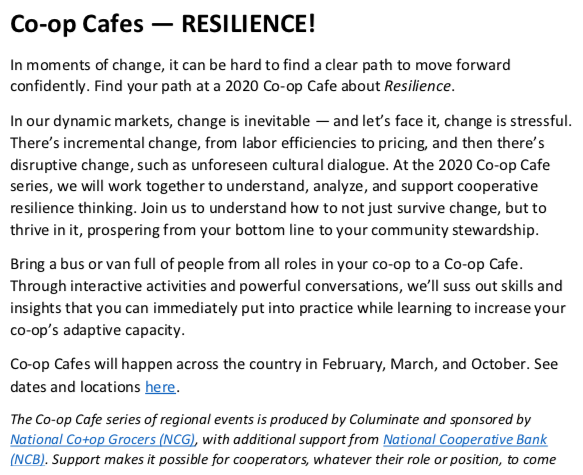 Co-op Cafes — RESILIENCE!
In moments of change, it can be hard to find a clear path to move forward
confidently. Find your path at a 2020 Co-op Cafe about Resilience.
In our dynamic markets, change is inevitable — and let's face it, change is stressful.
There's incremental change, from labor efficiencies to pricing, and then there's
disruptive change, such as unforeseen cultural dialogue. At the 2020 Co-op Cafe
series, we will work together to understand, analyze, and support cooperative
resilience thinking. Join us to understand how to not just survive change, but to
thrive in it, prospering from your bottom line to your community stewardship.
Bring a bus or van full of people from all roles in your co-op to a Co-op Cafe.
Through interactive activities and powerful conversations, we'll suss out skills and
insights that you can immediately put into practice while learning to increase your
co-op's adaptive capacity.
Co-op Cafes will happen across the country in February, March, and October. See
dates and locations here.
The Co-op Cafe series of regional events is produced by Columinate and sponsored by
National Co+op Grocers (NCG), with additional support from National Cooperative Bank
(NCB). Support makes it possible for cooperators, whatever their role or position, to come